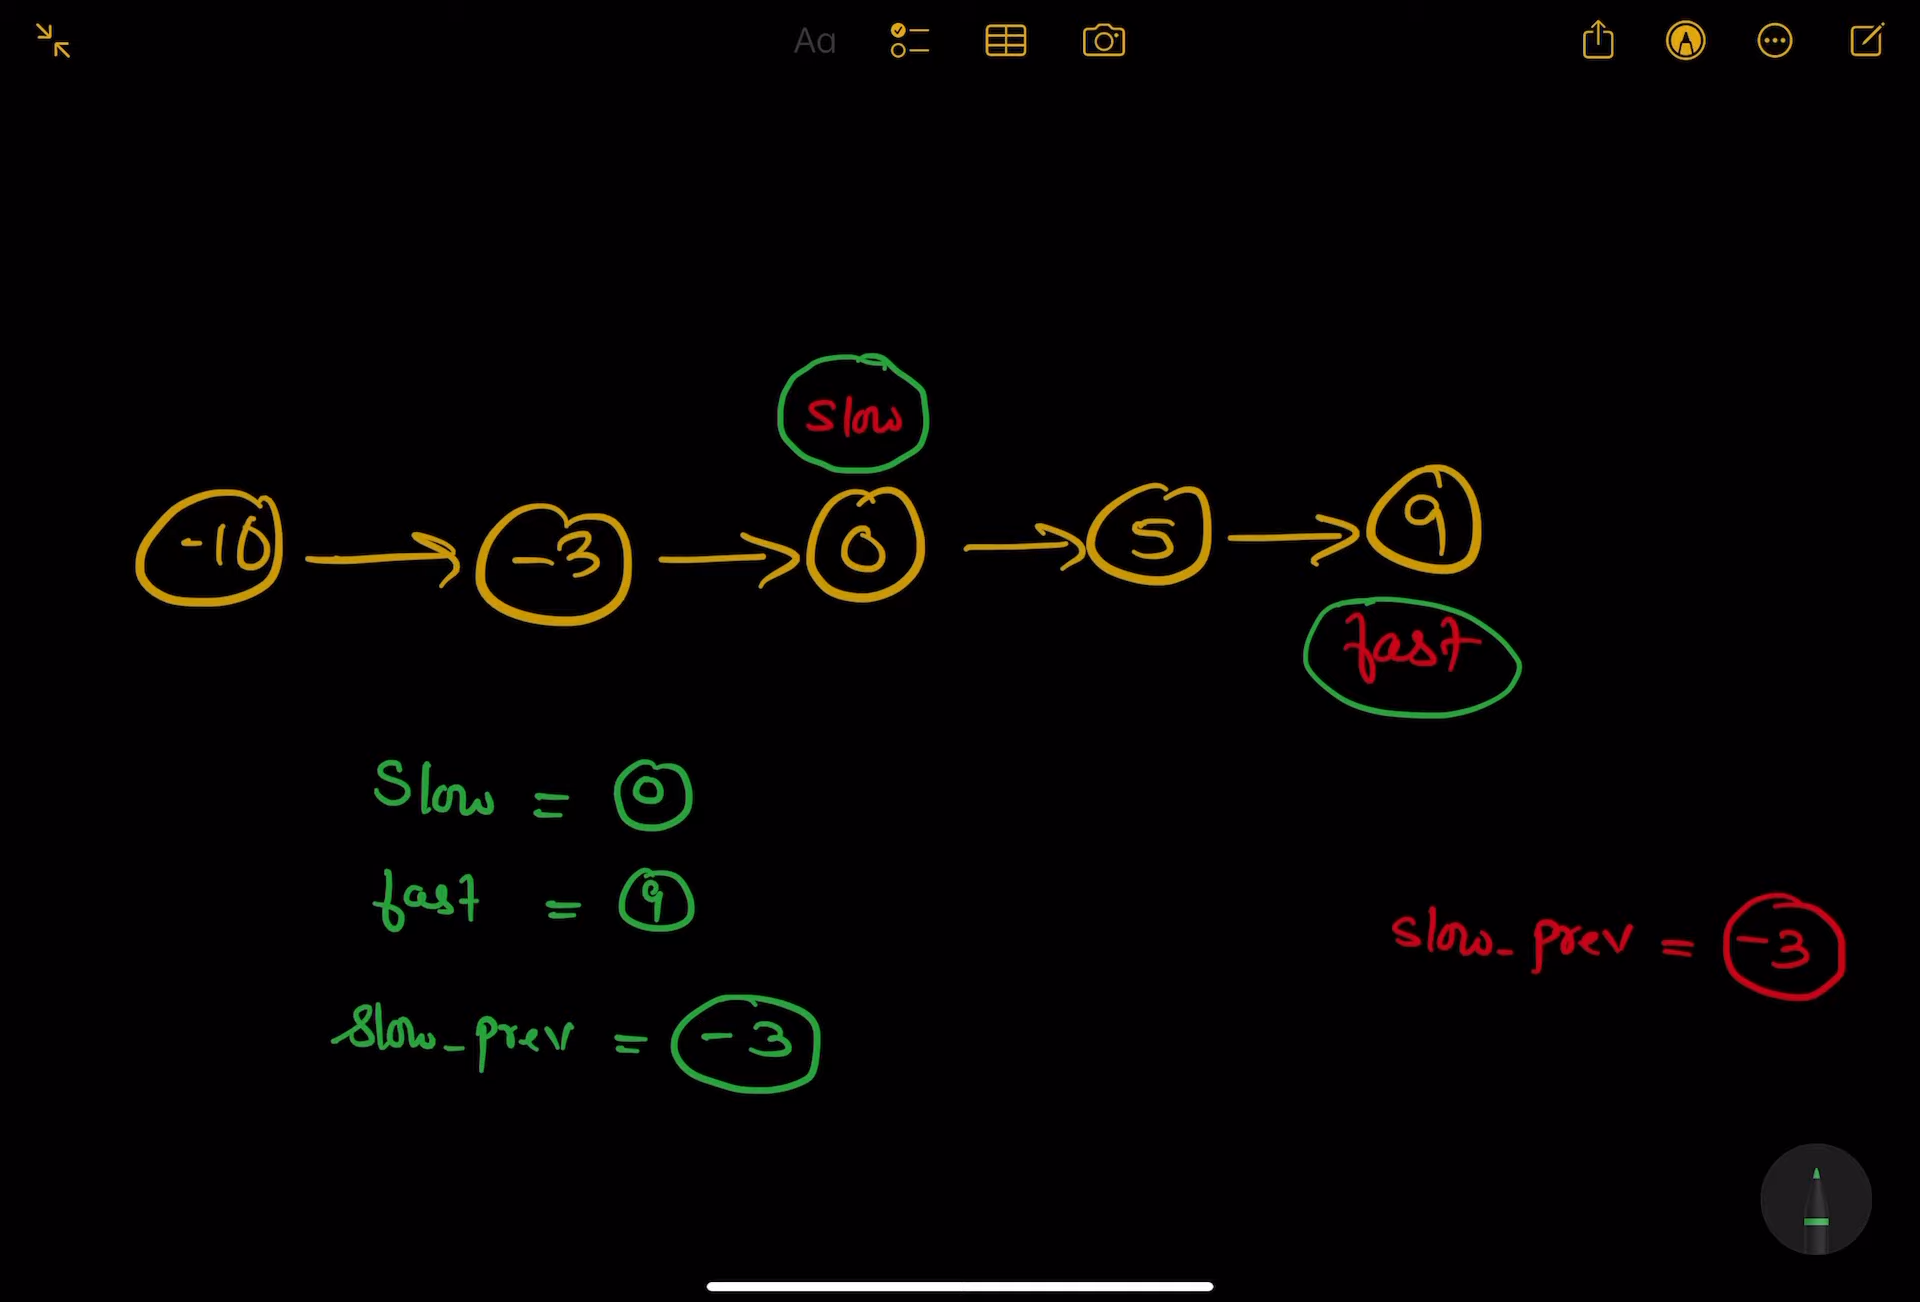 Aa
slow
-10 → -3 → 0 → 5 → 9
fast
Slow = 0
fast = 9
slow_prev = -3
slow_prev = -3